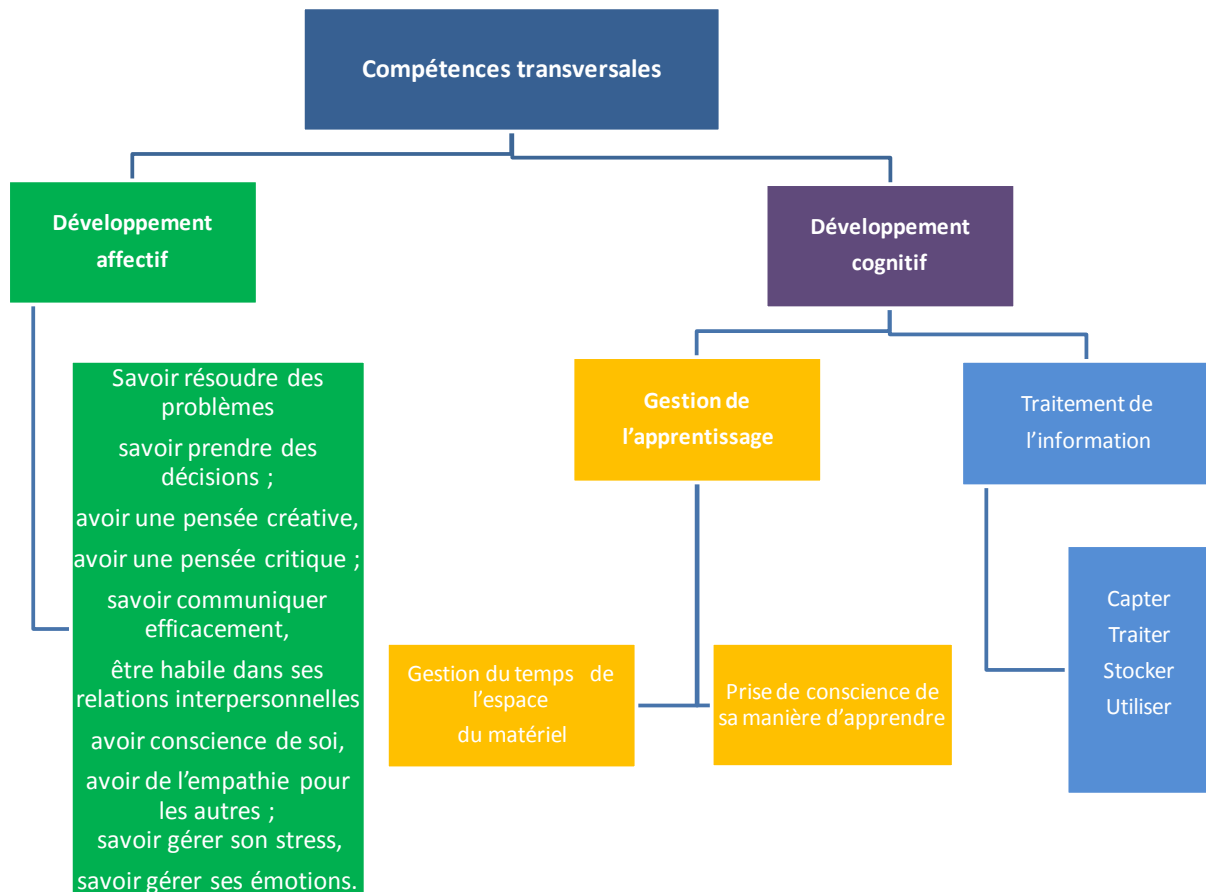 Compétences transversales
Développement
affectif
Savoir résoudre des
problèmes
savoir prendre des
décisions ;
avoir une pensée créative,
avoir une pensée critique ;
savoir communiquer
efficacement,
être habile dans ses
relations interpersonnelles
avoir conscience de soi,
avoir de l’empathie pour
les autres ;
savoir gérer son stress,
savoir gérer ses émotions.
Développement
cognitif
Gestion de
l’apprentissage
Gestion du temps de
l’espace
du matériel
Prise de conscience de
sa manière d’apprendre
Traitement de
l’information
Capter
Traiter
Stocker
Utiliser